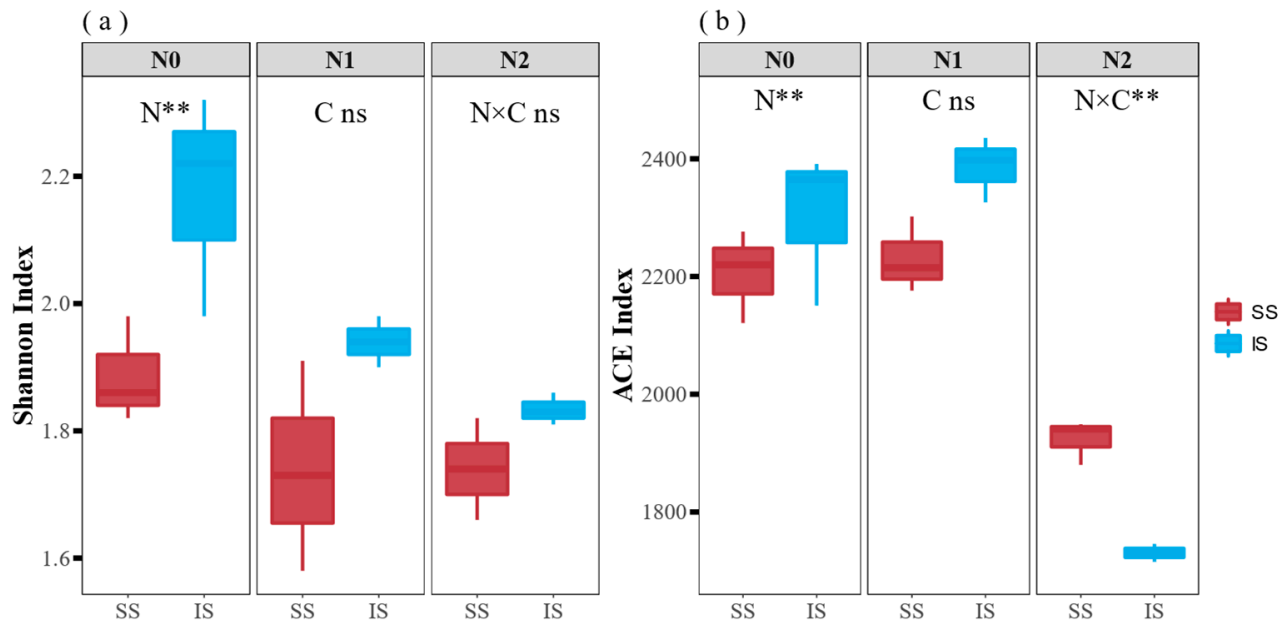 ( a )
N0 N1 N2
N** C ns N×C ns
2.2
2.0
1.8
1.6
Shannon Index
SS IS SS IS SS IS
( b )
N0 N1 N2
N** C ns N×C**
2400
2200
2000
1800
ACE Index
SS IS SS IS SS IS
SS
IS